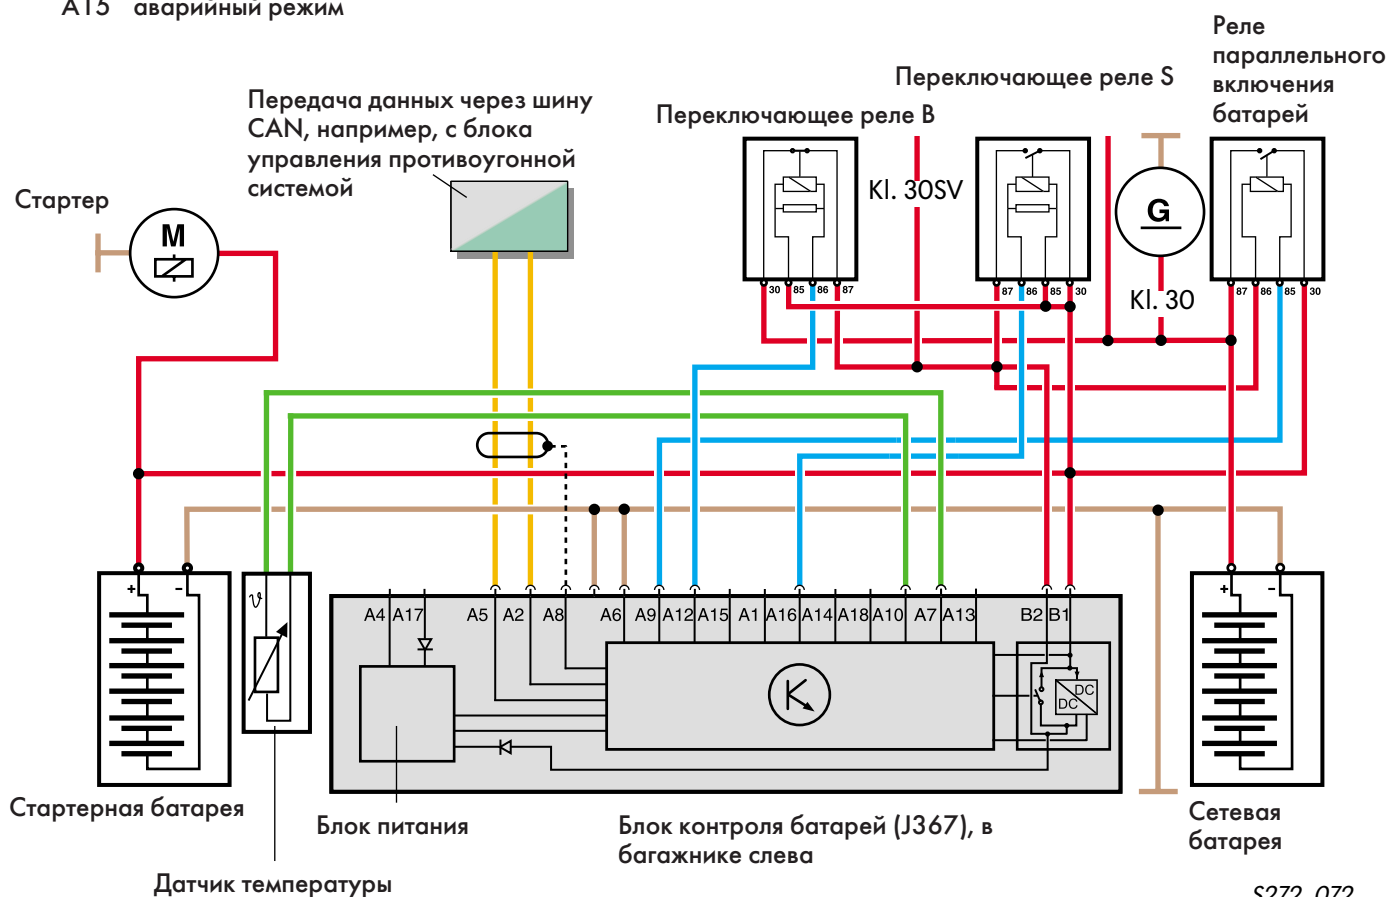 A15 аварийный режим
Реле
параллельного
включения
батарей
Переключающее реле S
Переключающее реле B
Передача данных через шину
CAN, например, с блока
управления противоугонной
системой
Стартер
M
Kl. 30SV
G
Kl. 30
30 85 86 87
87 86 85 30
87 86 85 30
+ −
ϑ
A4 A17 A5 A2 A8 A6 A9 A12 A15 A1 A16 A14 A18 A10 A7 A13 B2 B1
DC
DC
+ −
Стартерная батарея
Блок питания
Блок контроля батарей (J367), в
багажнике слева
Сетевая
батарея
Датчик температуры
S272_072